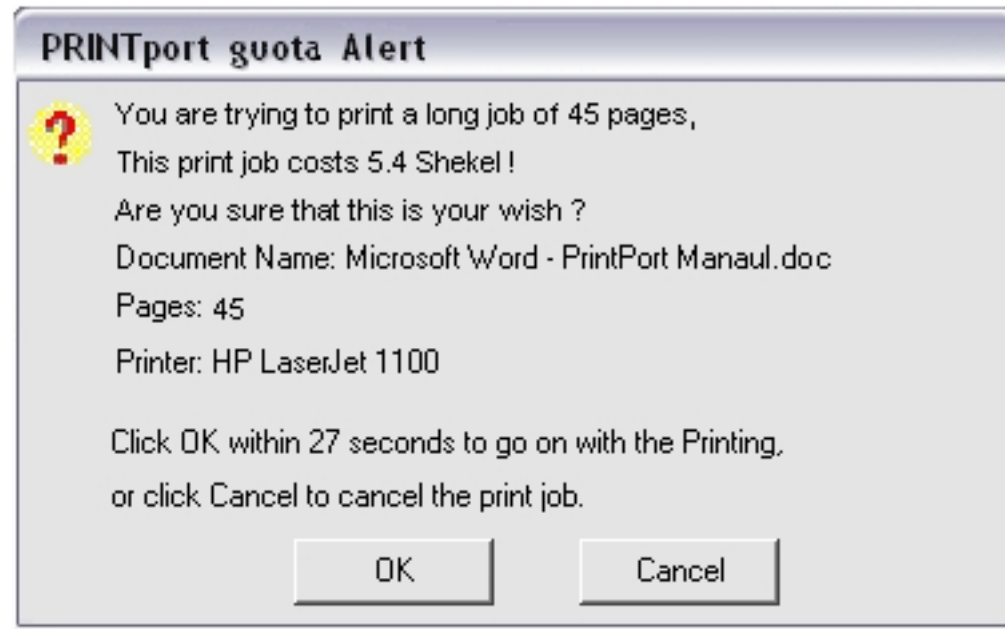 PRINTport guota Alert
You are trying to print a long job of 45 pages,
This print job costs 5.4 Shekel !
Are you sure that this is your wish ?
Document Name: Microsoft Word - PrintPort Manaul.doc
Pages: 45
Printer: HP LaserJet 1100
Click OK within 27 seconds to go on with the Printing,
or click Cancel to cancel the print job.
OK Cancel